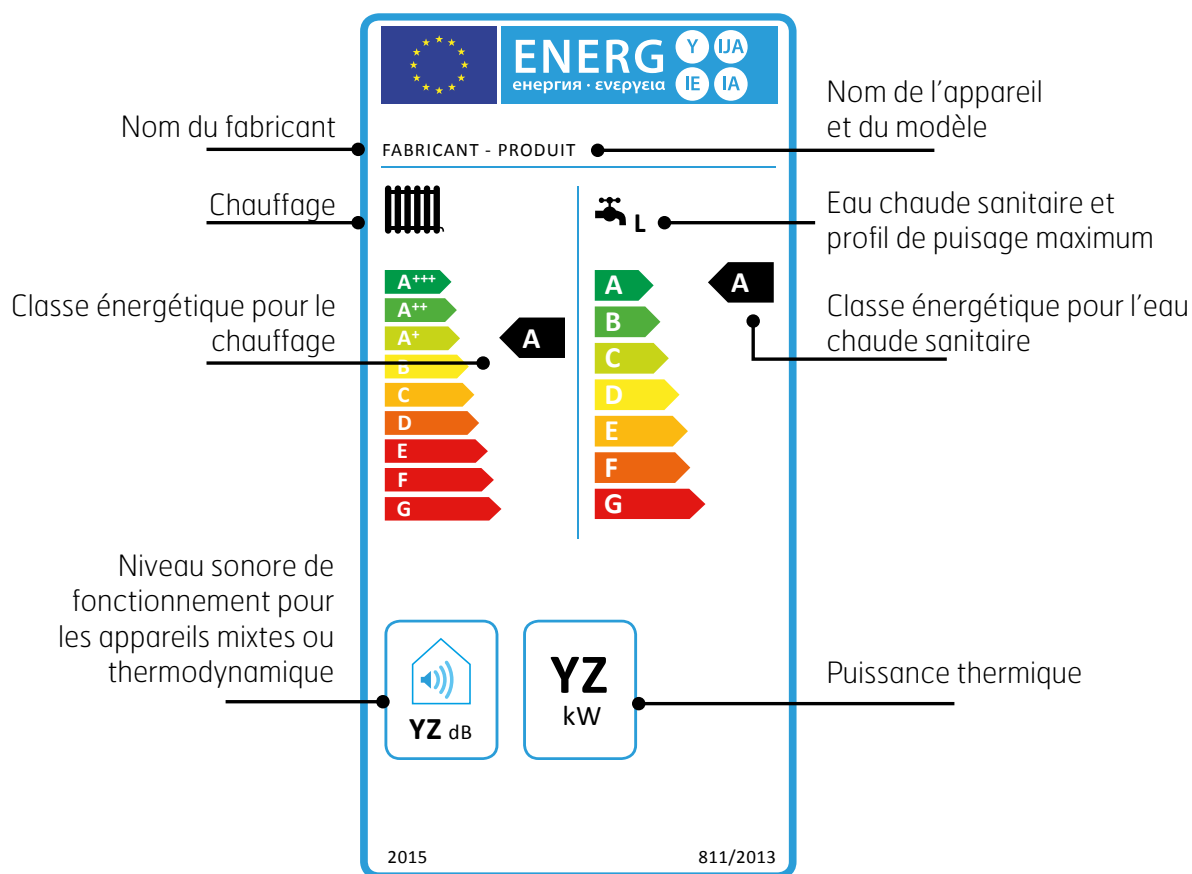 ENERG
Y IJA
енергия · ενεργεια
IE IA
Nom du fabricant
Nom de l'appareil
et du modèle
FABRICANT - PRODUIT
Chauffage
L
Eau chaude sanitaire et
profil de puisage maximum
Classe énergétique pour le
chauffage
A+++
A++
A+
B
C
D
E
F
G
A
A
B
C
D
E
F
G
A
Classe énergétique pour l'eau
chaude sanitaire
Niveau sonore de
fonctionnement pour
les appareils mixtes ou
thermodynamique
YZ dB
YZ
kW
Puissance thermique
2015
811/2013